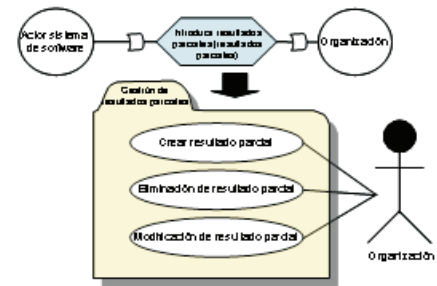 Actor sistema
de software
Introduce resultados
parciales(resultados
parciales)
Organización
Gestión de
resultados parciales
Crear resultado parcial
Eliminación de resultado parcial
Modificación de resultado parcial
Organización